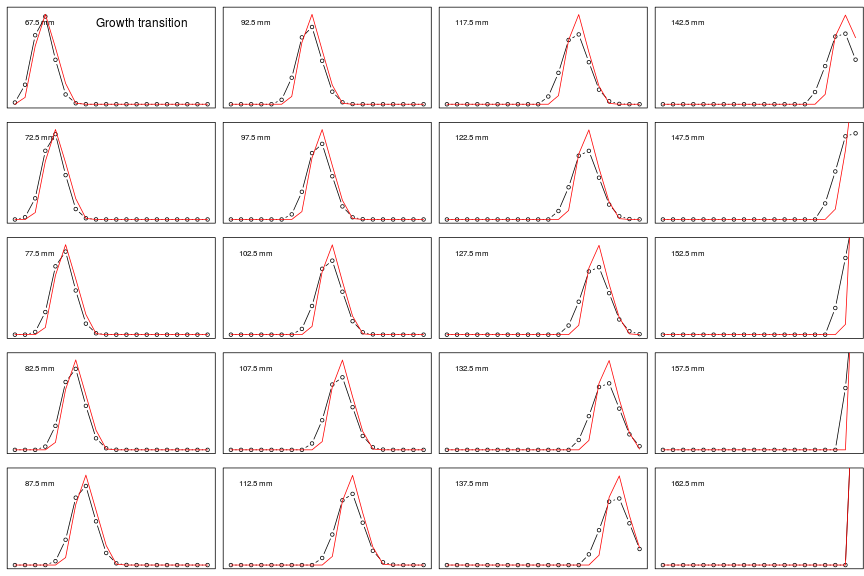 67.5 mm
Growth transition
92.5 mm
117.5 mm
142.5 mm
72.5 mm
97.5 mm
122.5 mm
147.5 mm
77.5 mm
102.5 mm
127.5 mm
152.5 mm
82.5 mm
107.5 mm
132.5 mm
157.5 mm
87.5 mm
112.5 mm
137.5 mm
162.5 mm